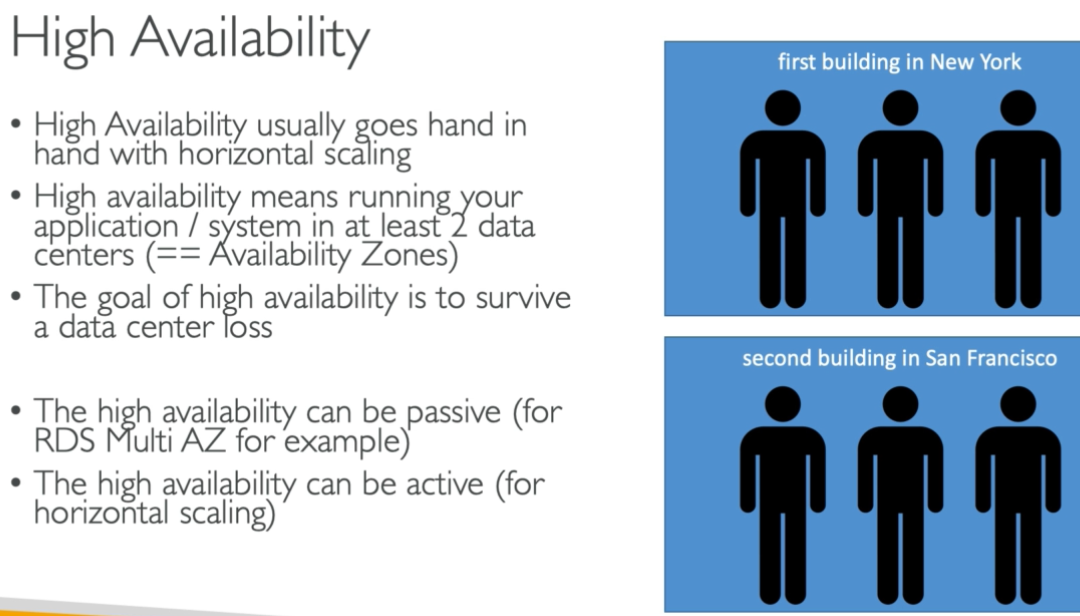 High Availability
• High Availability usually goes hand in
hand with horizontal scaling
• High availability means running your
application / system in at least 2 data
centers (== Availability Zones)
• The goal of high availability is to survive
a data center loss
• The high availability can be passive (for
RDS Multi AZ for example)
• The high availability can be active (for
horizontal scaling)
first building in New York
second building in San Francisco